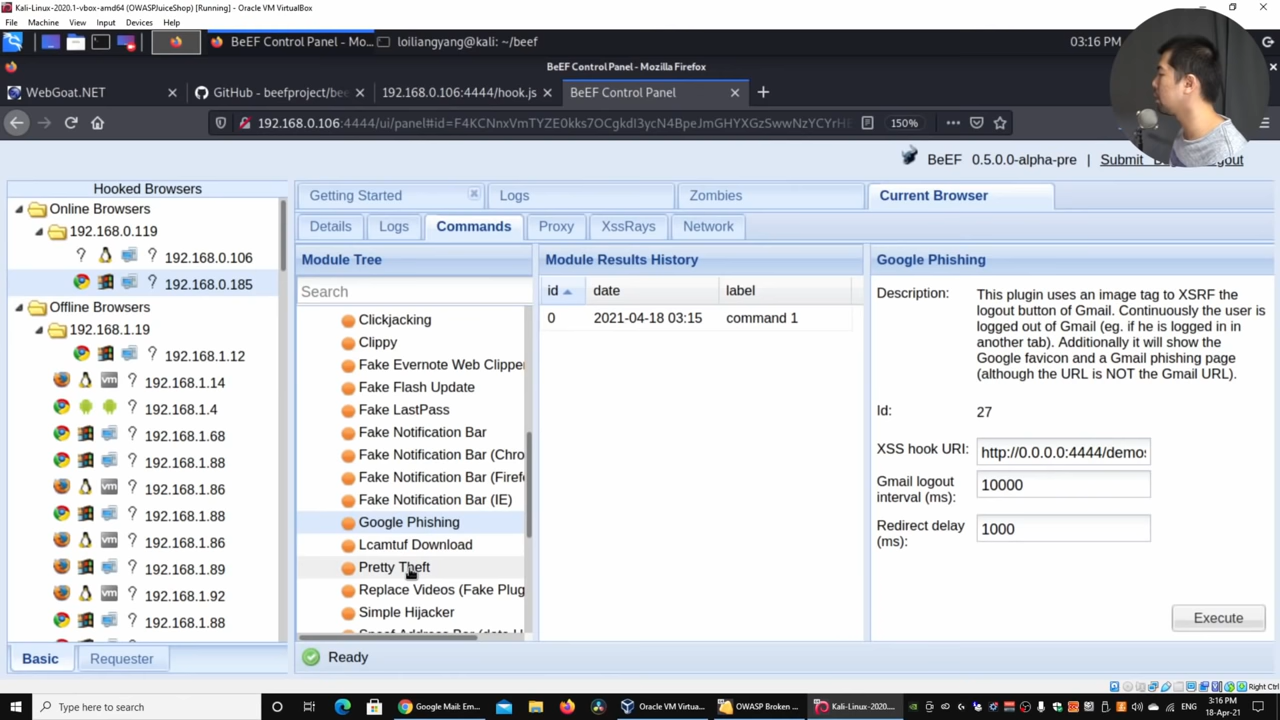 Kali-Linux-2020.1-vbox-amd64 (OWASPJuiceShop) [Running] - Oracle VM VirtualBox
File Machine View Input Devices Help
BeEF Control Panel - Mo... loiliangyang@kali: ~/beef 03:16 PM
BeEF Control Panel - Mozilla Firefox
WebGoat.NET GitHub - beefproject/bee 192.168.0.106:4444/hook.js BeEF Control Panel
192.168.0.106:4444/ui/panel#id=F4KCNnxVmTYZE0kks7OCgkdI3ycN4BpeJmGHYXGzSwwNzYCYrH 150%
BeEF 0.5.0.0-alpha-pre | Submit
Hooked Browsers
Online Browsers
192.168.0.119
? 192.168.0.106
? 192.168.0.185
Offline Browsers
192.168.1.19
? 192.168.1.12
vm ? 192.168.1.14
? 192.168.1.4
? 192.168.1.68
? 192.168.1.88
vm ? 192.168.1.86
? 192.168.1.88
vm ? 192.168.1.86
? 192.168.1.89
vm ? 192.168.1.92
? 192.168.1.88
Basic Requester
Getting Started Logs Zombies Current Browser
Details Logs Commands Proxy XssRays Network
Module Tree
Search
Clickjacking
Clippy
Fake Evernote Web Clippe
Fake Flash Update
Fake LastPass
Fake Notification Bar
Fake Notification Bar (Chro
Fake Notification Bar (Firef
Fake Notification Bar (IE)
Google Phishing
Lcamtuf Download
Pretty Theft
Replace Videos (Fake Plug
Simple Hijacker
Module Results History
id date label
0 2021-04-18 03:15 command 1
Google Phishing
Description: This plugin uses an image tag to XSRF the
logout button of Gmail. Continuously the user is
logged out of Gmail (eg. if he is logged in in
another tab). Additionally it will show the
Google favicon and a Gmail phishing page
(although the URL is NOT the Gmail URL).
Id: 27
XSS hook URI: http://0.0.0.0:4444/demos
Gmail logout
interval (ms): 10000
Redirect delay
(ms): 1000
Execute
Ready
Right Ctrl
Type here to search
Google Mail: Em...
Oracle VM Virtua...
OWASP Broken ...
Kali-Linux-2020....
3:16 PM
18-Apr-21